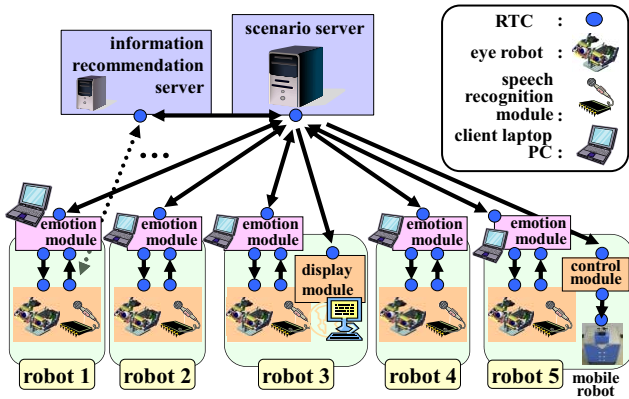 information
recommendation
server
scenario server
RTC :
eye robot :
speech
recognition
module :
client laptop
PC :
...
emotion
module
emotion
module
emotion
module
emotion
module
emotion
module
display
module
control
module
robot 1
robot 2
robot 3
robot 4
robot 5
mobile
robot